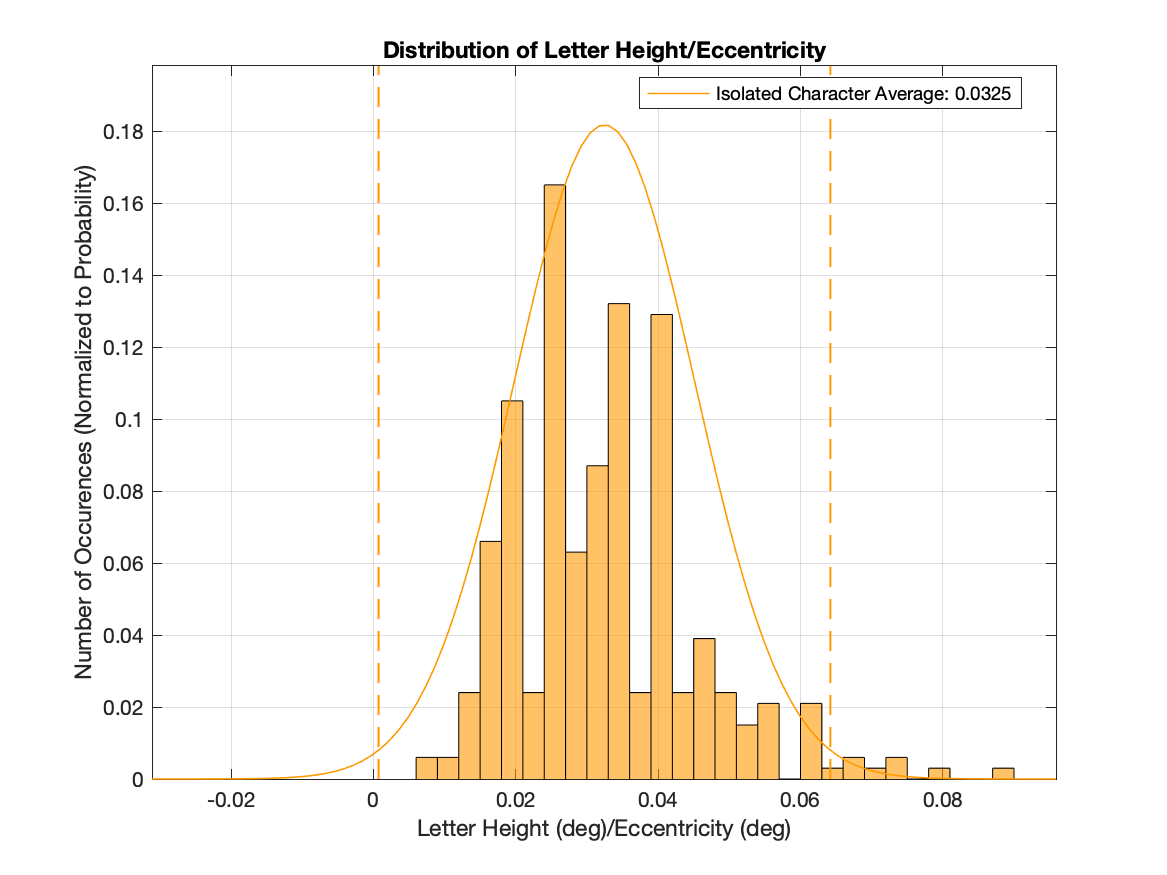 Distribution of Letter Height/Eccentricity
Isolated Character Average: 0.0325
Number of Occurences (Normalized to Probability)
0.18
0.16
0.14
0.12
0.1
0.08
0.06
0.04
0.02
0
-0.02 0 0.02 0.04 0.06 0.08
Letter Height (deg)/Eccentricity (deg)